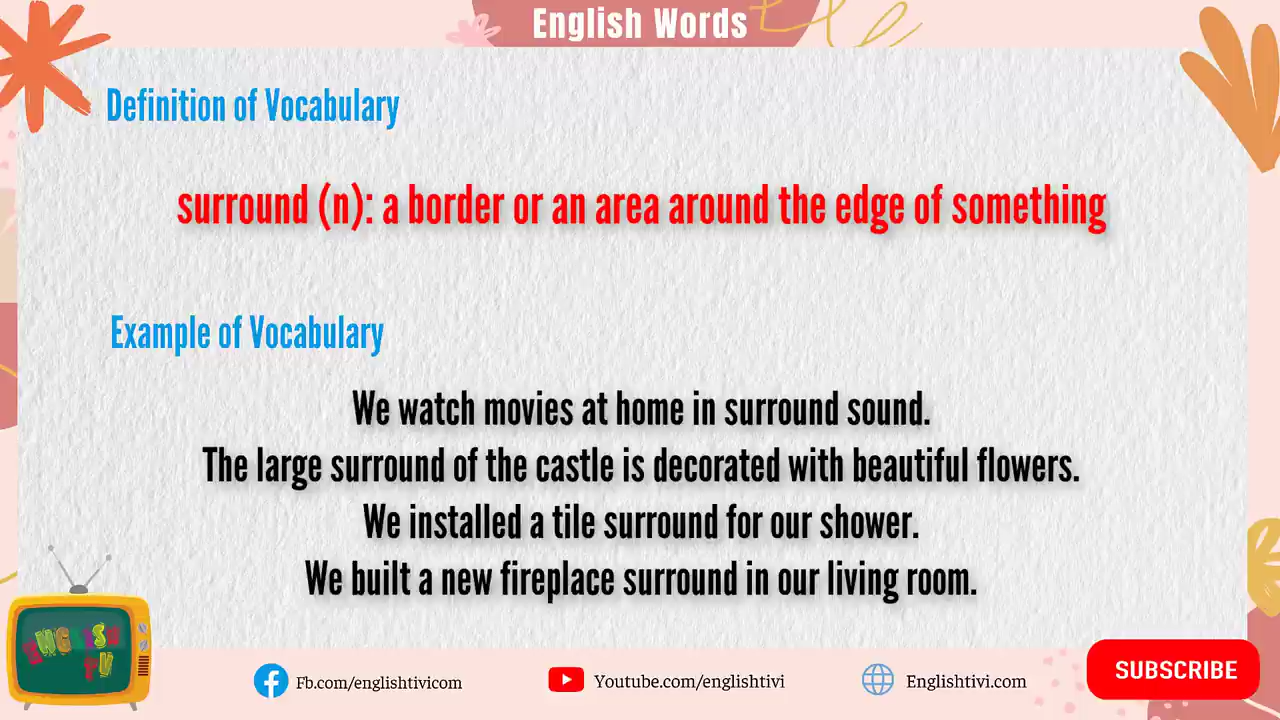 English Words
Definition of Vocabulary
surround (n): a border or an area around the edge of something
Example of Vocabulary
We watch movies at home in surround sound.
The large surround of the castle is decorated with beautiful flowers.
We installed a tile surround for our shower.
We built a new fireplace surround in our living room.
ENGLISH
TV
Fb.com/englishtivicom
Youtube.com/englishtivi
Englishtivi.com
SUBSCRIBE